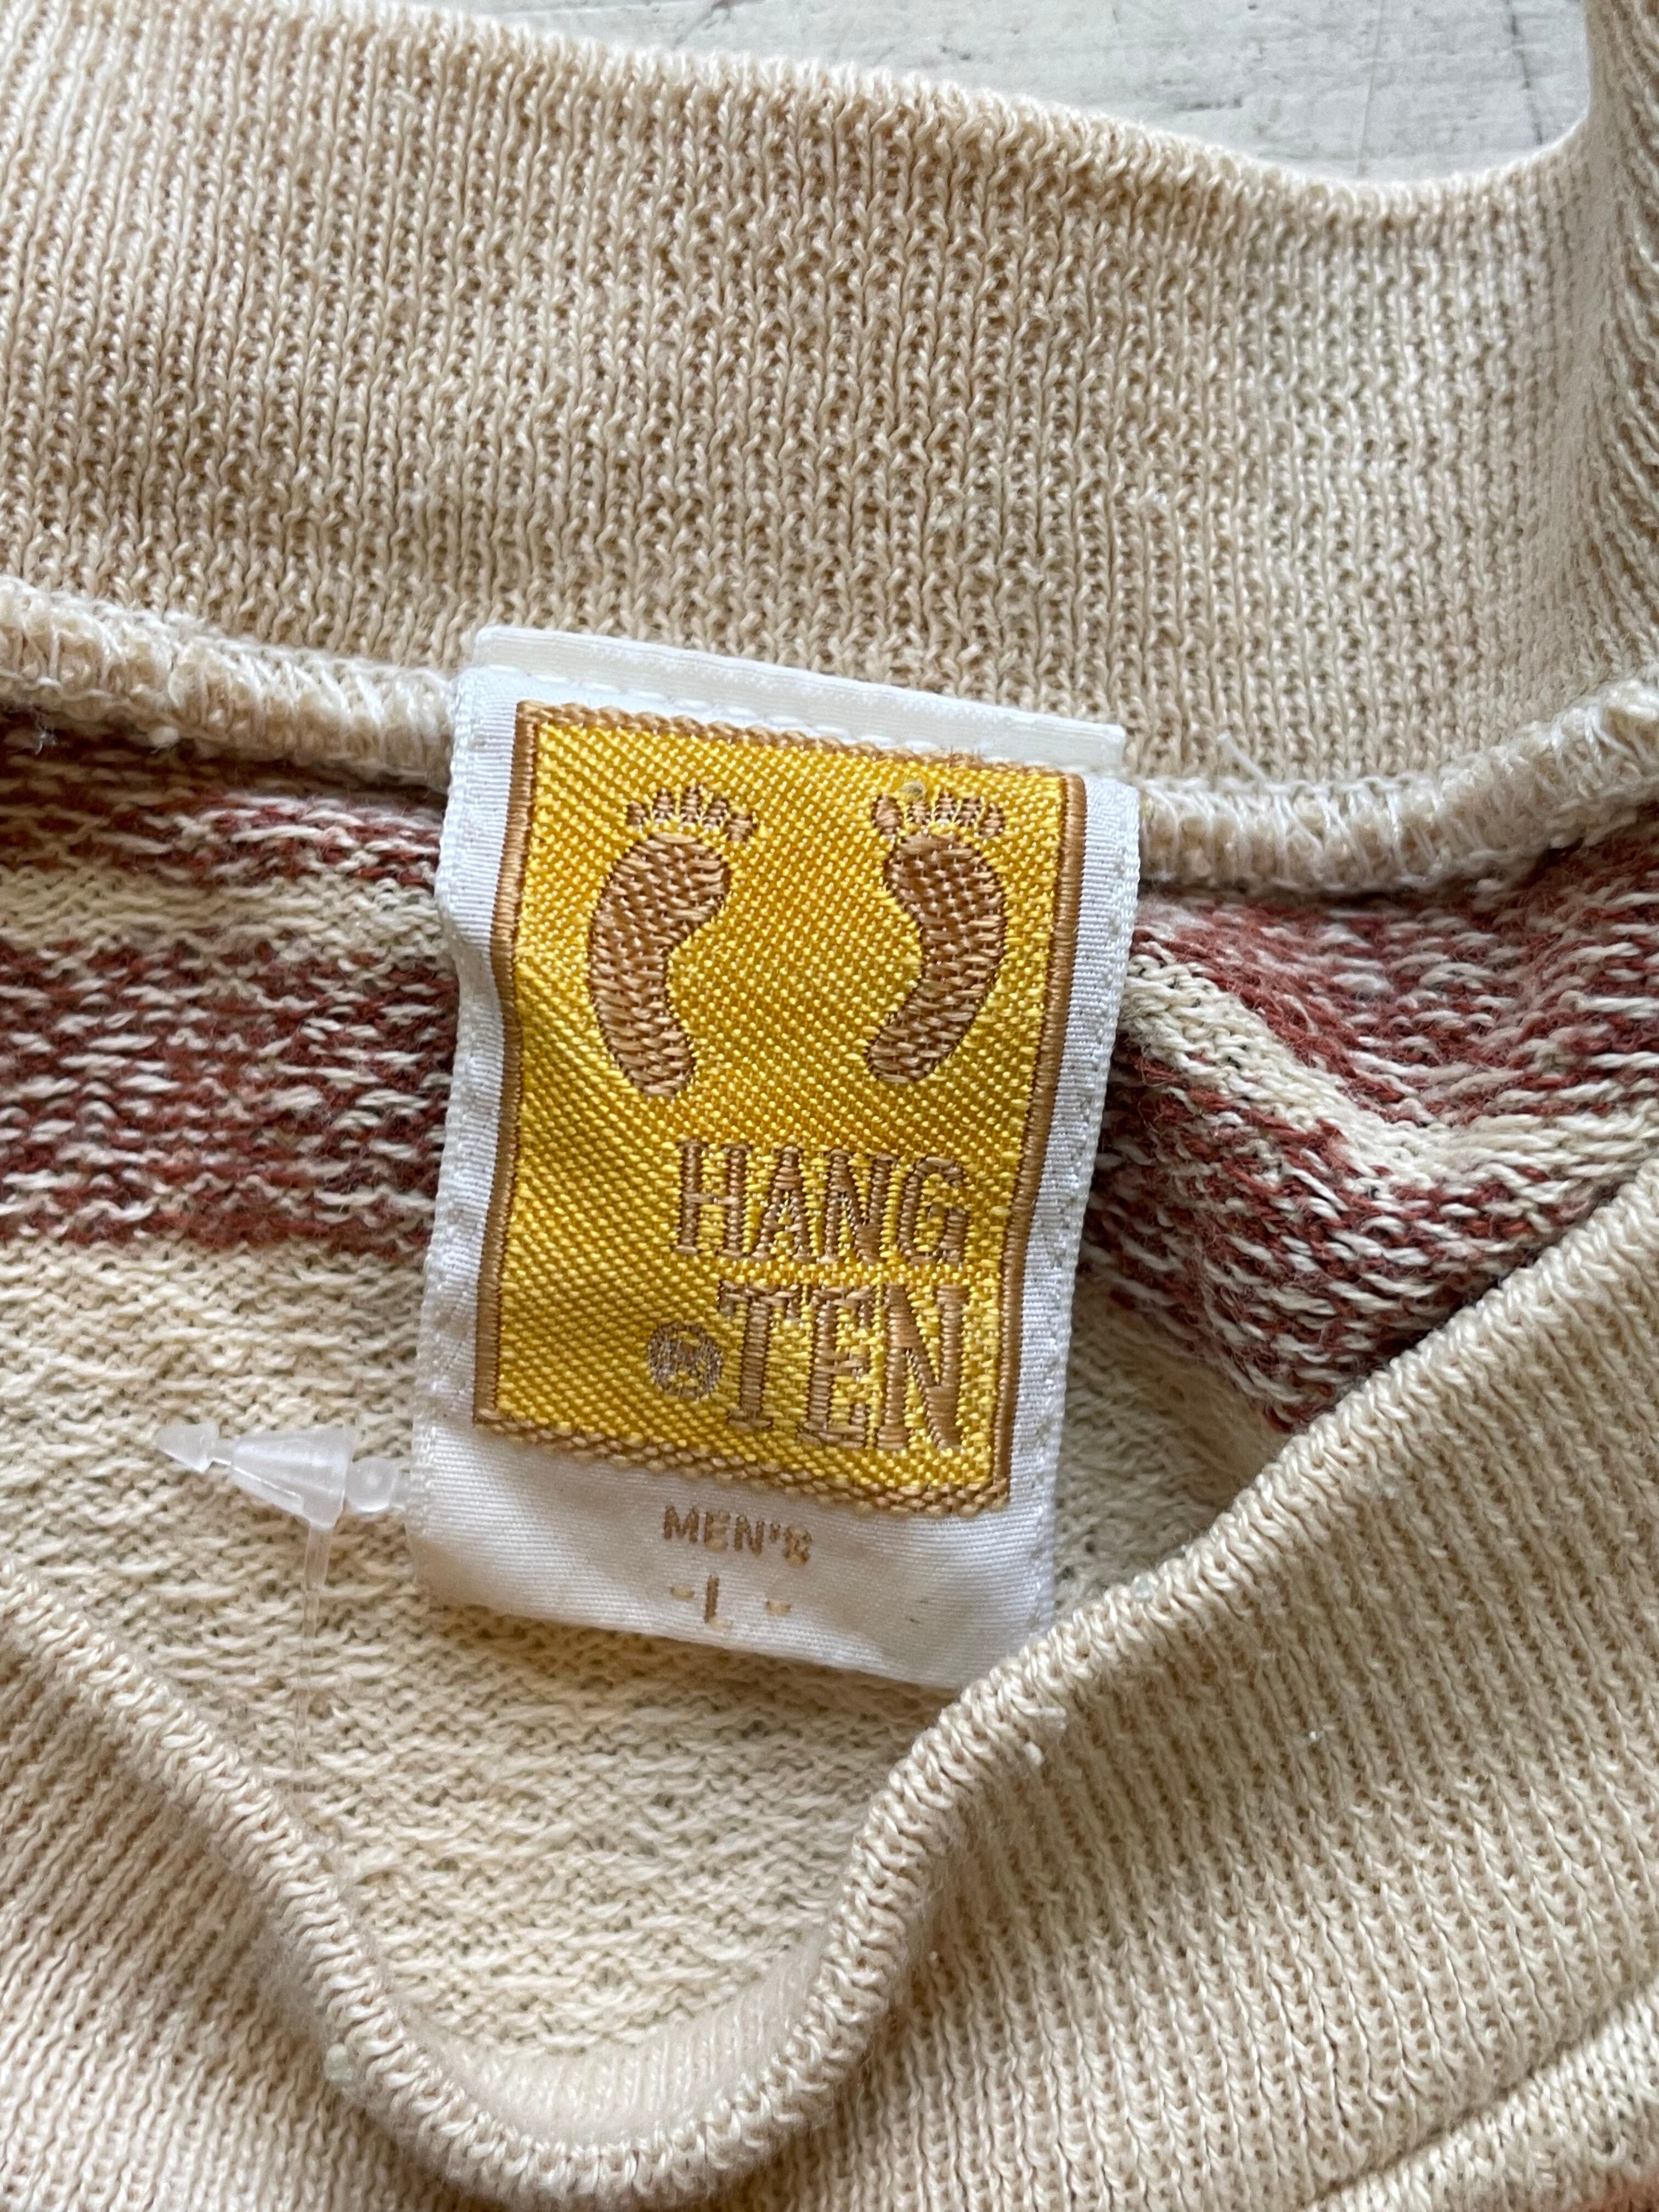 HANG
® TEN
MEN'S
- L -